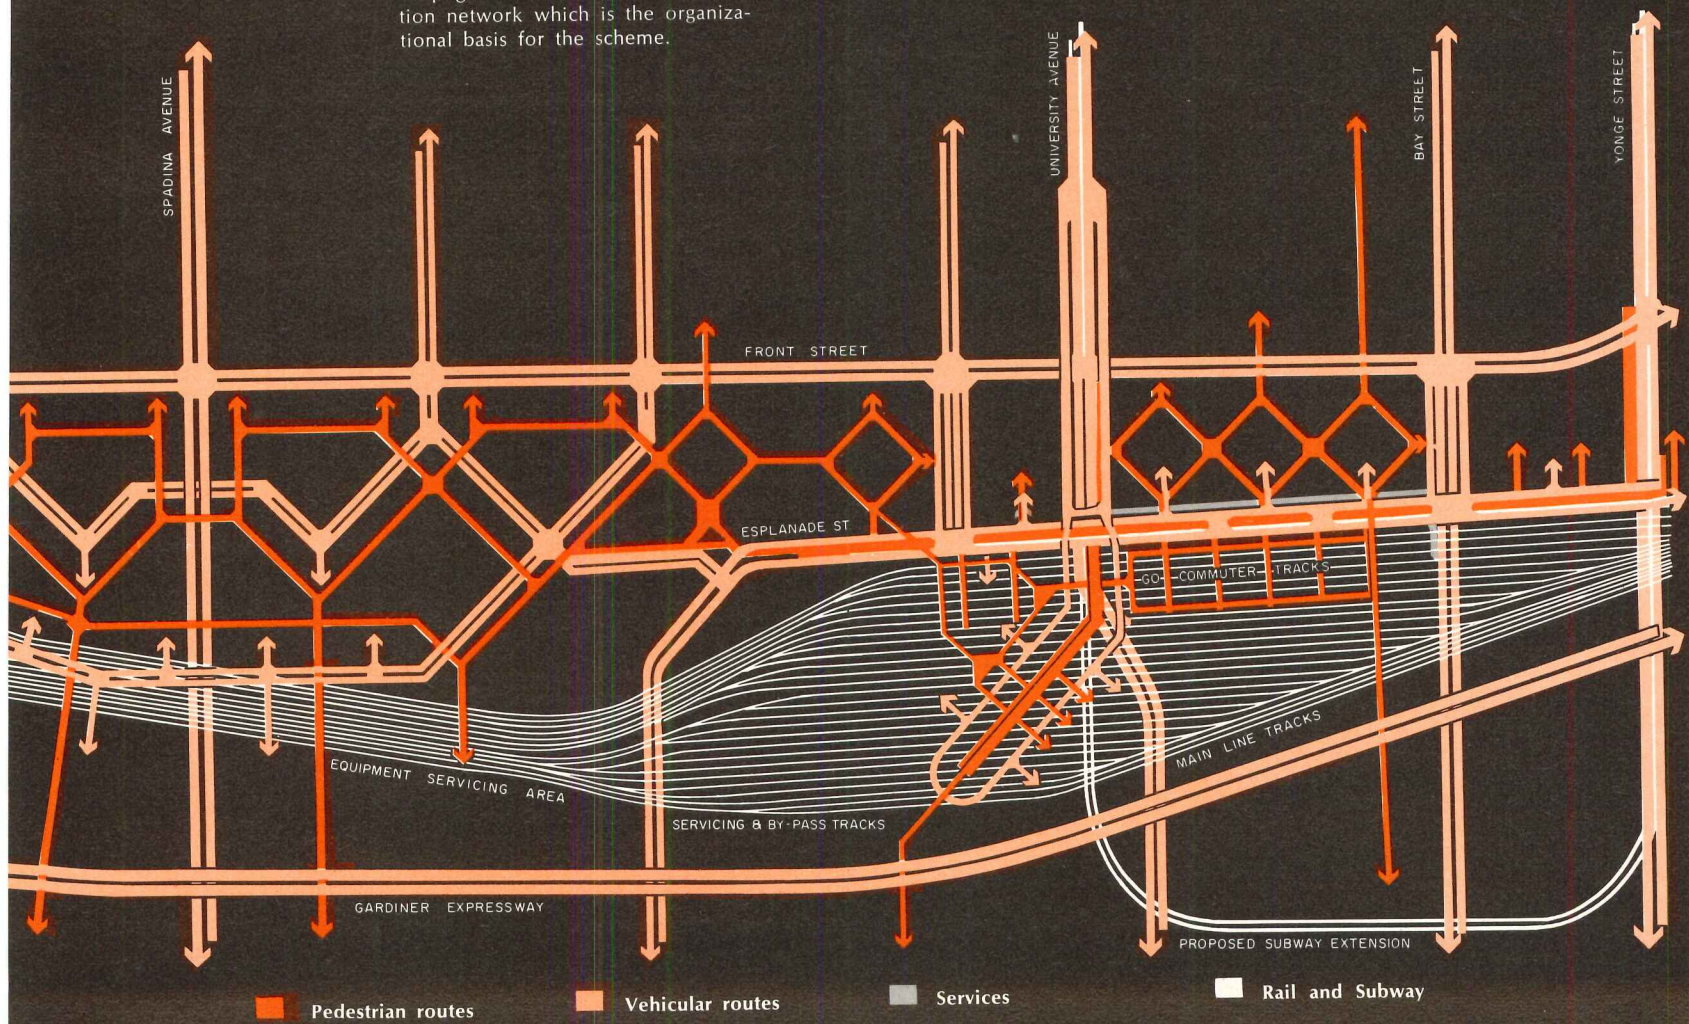 tion network which is the organiza-
tional basis for the scheme.
SPADINA AVENUE
UNIVERSITY AVENUE
BAY STREET
YONGE STREET
FRONT STREET
ESPLANADE ST
GO COMMUTER TRACKS
MAIN LINE TRACKS
EQUIPMENT SERVICING AREA
SERVICING & BY-PASS TRACKS
GARDINER EXPRESSWAY
PROPOSED SUBWAY EXTENSION
Pedestrian routes
Vehicular routes
Services
Rail and Subway